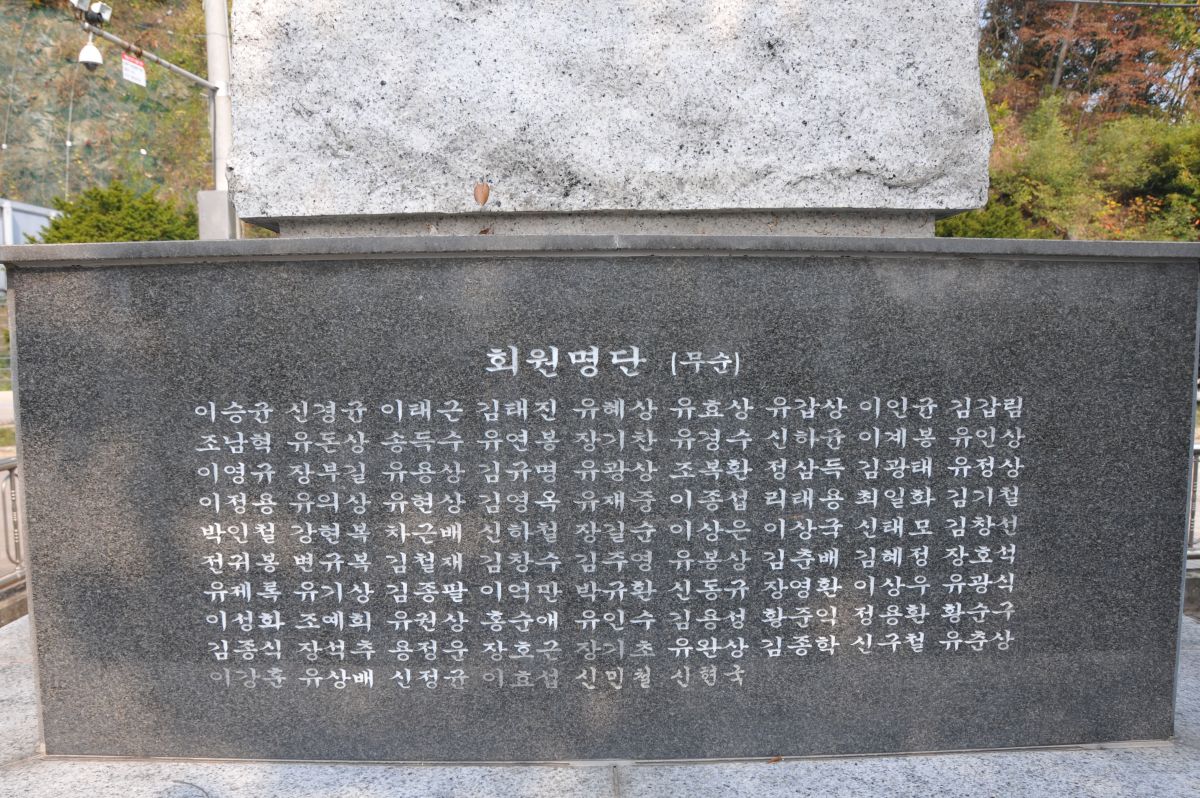 회원명단 (무순)
이승균 신경균 이태근 김태진 유혜상 유효상 유갑상 이인균 김갑림
조남혁 유돈상 송득수 유연봉 장기찬 유경수 신하균 이계봉 유인상
이영규 장부길 유용상 김규명 유광상 조복환 정삼득 김광태 유정상
이정용 유의상 유현상 김영옥 유재중 이종섭 리태용 최일화 김기철
박인철 강현복 차근배 신하철 장길순 이상은 이상국 신태모 김창선
전귀봉 변규복 김철재 김창수 김주영 유봉상 김춘배 김혜정 장호석
유제록 유기상 김종팔 이억만 박규환 신동규 장영환 이상우 유광식
이성화 조예희 유권상 홍순애 유인수 김용성 황준익 정용환 황순구
김종식 장석추 용정운 장호근 장기초 유완상 김종학 신구철 유춘상
이강훈 유상배 신정균 이효섭 신민철 신현국